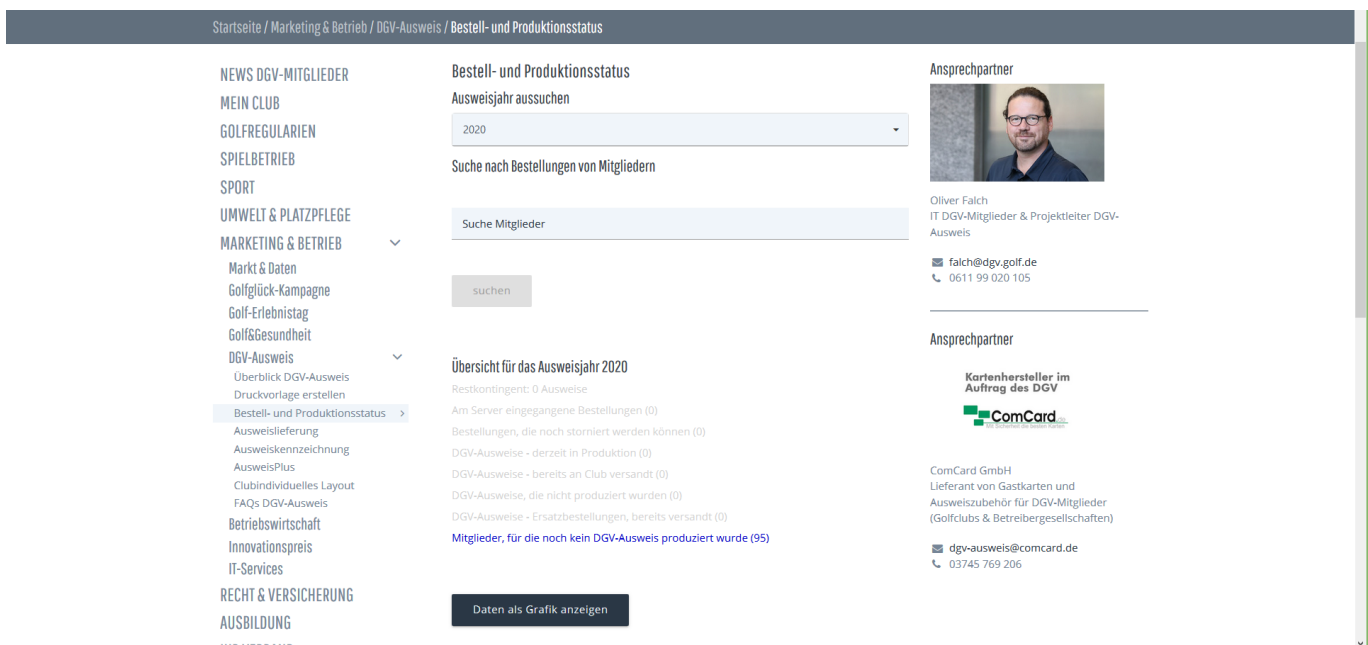 Startseite / Marketing & Betrieb / DGV-Ausweis / Bestell- und Produktionsstatus
NEWS DGV-MITGLIEDER
MEIN CLUB
GOLFREGULARIEN
SPIELBETRIEB
SPORT
UMWELT & PLATZPFLEGE
MARKETING & BETRIEB
Markt & Daten
Golfglück-Kampagne
Golf-Erlebnistag
Golf&Gesundheit
DGV-Ausweis
Überblick DGV-Ausweis
Druckvorlage erstellen
Bestell- und Produktionsstatus
Ausweislieferung
Ausweiskennzeichnung
AusweisPlus
Clubindividuelles Layout
FAQs DGV-Ausweis
Betriebswirtschaft
Innovationspreis
IT-Services
RECHT & VERSICHERUNG
AUSBILDUNG
Bestell- und Produktionsstatus
Ausweisjahr aussuchen
2020
Suche nach Bestellungen von Mitgliedern
Suche Mitglieder
suchen
Übersicht für das Ausweisjahr 2020
Restkontingent: 0 Ausweise
Am Server eingegangene Bestellungen (0)
Bestellungen, die noch storniert werden können (0)
DGV-Ausweise - derzeit in Produktion (0)
DGV-Ausweise - bereits an Club versandt (0)
DGV-Ausweise, die nicht produziert wurden (0)
DGV-Ausweise - Ersatzbestellungen, bereits versandt (0)
Mitglieder, für die noch kein DGV-Ausweis produziert wurde (95)
Daten als Grafik anzeigen
Ansprechpartner
Oliver Falch
IT DGV-Mitglieder & Projektleiter DGV-
Ausweis
falch@dgv.golf.de
0611 99 020 105
Ansprechpartner
Kartenhersteller im
Auftrag des DGV
ComCard
Mit Sicherheit die besten Karten
ComCard GmbH
Lieferant von Gastkarten und
Ausweiszubehör für DGV-Mitglieder
(Golfclubs & Betreibergesellschaften)
dgv-ausweis@comcard.de
03745 769 206